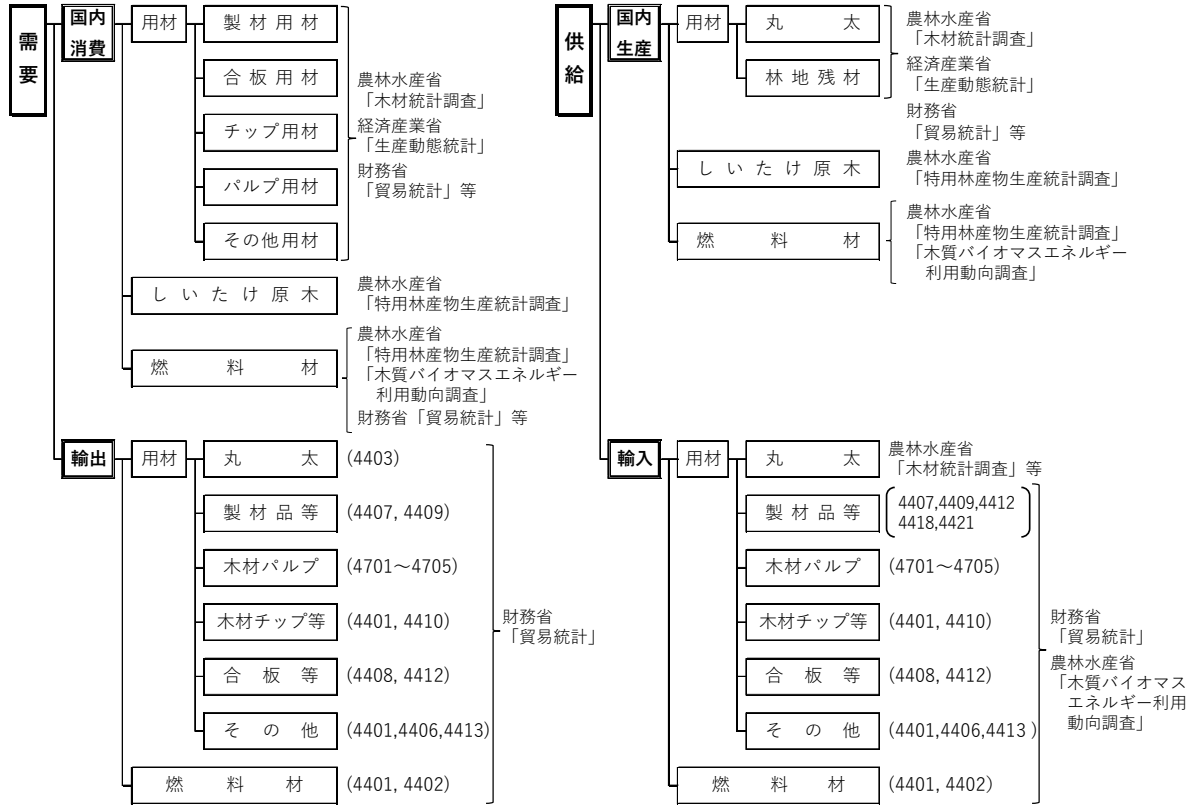 需要
国内消費
用材
製材用材
合板用材
チップ用材
パルプ用材
その他用材
農林水産省
「木材統計調査」
経済産業省
「生産動態統計」
財務省
「貿易統計」等
しいたけ原木
農林水産省
「特用林産物生産統計調査」
燃料材
農林水産省
「特用林産物生産統計調査」
「木質バイオマスエネルギー
利用動向調査」
財務省「貿易統計」等
輸出
用材
丸太 (4403)
製材品等 (4407, 4409)
木材パルプ (4701～4705)
木材チップ等 (4401, 4410)
合板等 (4408, 4412)
その他 (4401,4406,4413)
燃料材 (4401, 4402)
財務省
「貿易統計」
供給
国内生産
用材
丸太
林地残材
農林水産省
「木材統計調査」
経済産業省
「生産動態統計」
財務省
「貿易統計」等
しいたけ原木
農林水産省
「特用林産物生産統計調査」
燃料材
農林水産省
「特用林産物生産統計調査」
「木質バイオマスエネルギー
利用動向調査」
輸入
用材
丸太
農林水産省
「木材統計調査」等
製材品等
4407,4409,4412
4418,4421
木材パルプ (4701～4705)
木材チップ等 (4401, 4410)
合板等 (4408, 4412)
その他 (4401,4406,4413 )
燃料材 (4401, 4402)
財務省
「貿易統計」
農林水産省
「木質バイオマス
エネルギー利用
動向調査」